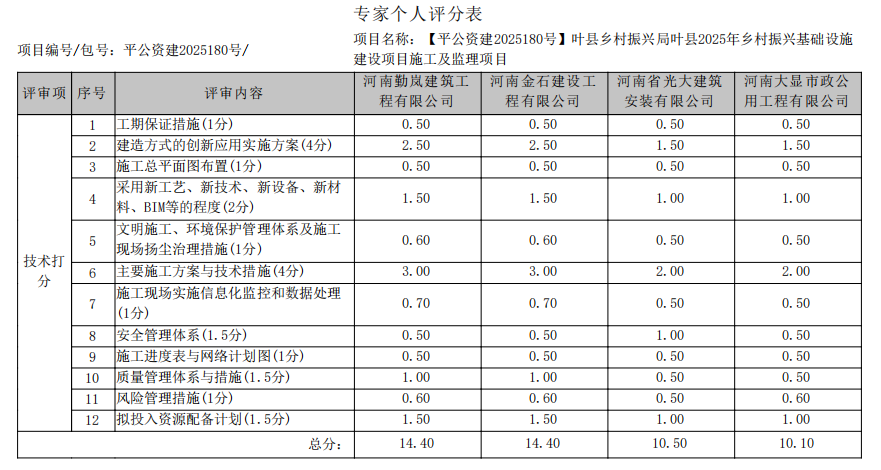 专家个人评分表
项目编号/包号: 平公资建2025180号/
项目名称: 【平公资建2025180号】叶县乡村振兴局叶县2025年乡村振兴基础设施
建设项目施工及监理项目
评审项 序号 评审内容 河南勤岚建筑工程有限公司 河南金石建设工程有限公司 河南省光大建筑安装有限公司 河南大显市政公用工程有限公司
技术打分
1 工期保证措施(1分) 0.50 0.50 0.50 0.50
2 建造方式的创新应用实施方案(4分) 2.50 2.50 1.50 1.50
3 施工总平面图布置(1分) 0.50 0.50 0.50 0.50
4 采用新工艺、新技术、新设备、新材料、BIM等的程度(2分) 1.50 1.50 1.00 1.00
5 文明施工、环境保护管理体系及施工现场扬尘治理措施(1分) 0.60 0.60 0.50 0.50
6 主要施工方案与技术措施(4分) 3.00 3.00 2.00 2.00
7 施工现场实施信息化监控和数据处理(1分) 0.70 0.70 0.50 0.50
8 安全管理体系(1.5分) 0.50 0.50 1.00 0.50
9 施工进度表与网络计划图(1分) 0.50 0.50 0.50 0.50
10 质量管理体系与措施(1.5分) 1.00 1.00 0.50 0.50
11 风险管理措施(1分) 0.60 0.60 0.50 0.60
12 拟投入资源配备计划(1.5分) 1.50 1.50 1.00 1.00
总分: 14.40 14.40 10.50 10.10